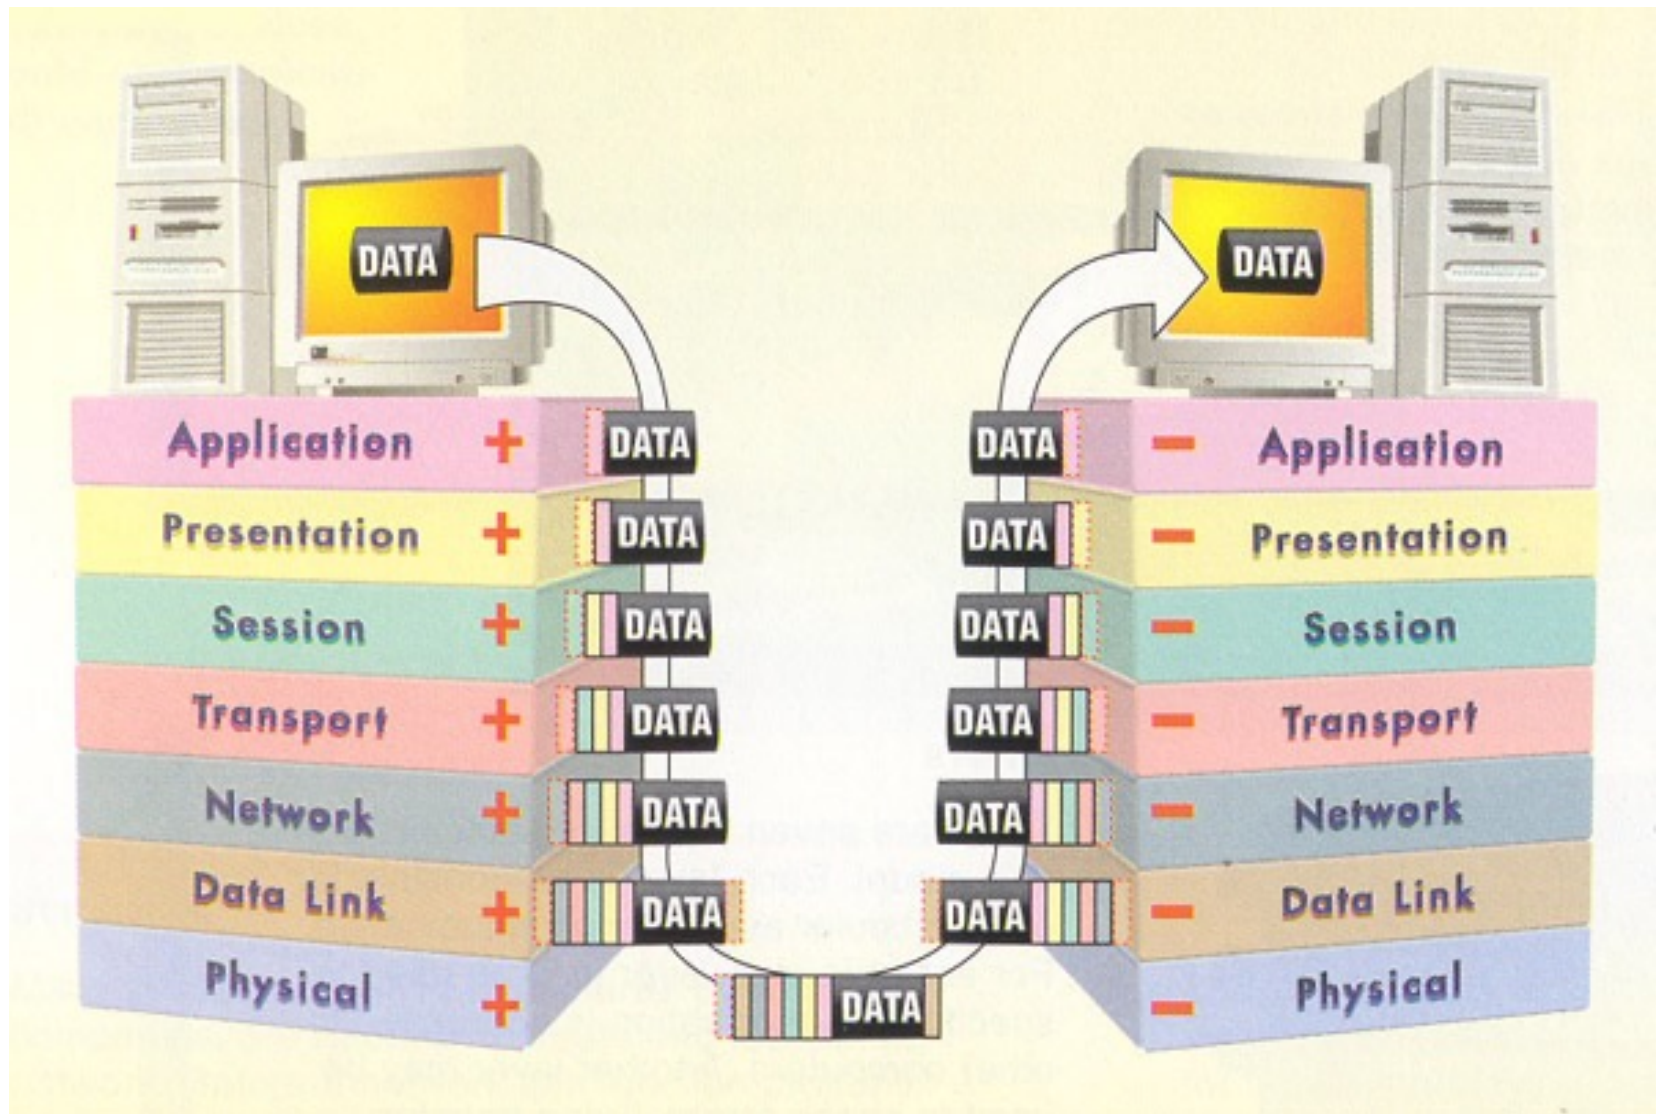 DATA
DATA
Application + DATA
DATA - Application
Presentation + DATA
DATA - Presentation
Session + DATA
DATA - Session
Transport + DATA
DATA - Transport
Network + DATA
DATA - Network
Data Link + DATA
DATA - Data Link
Physical + DATA
- Physical